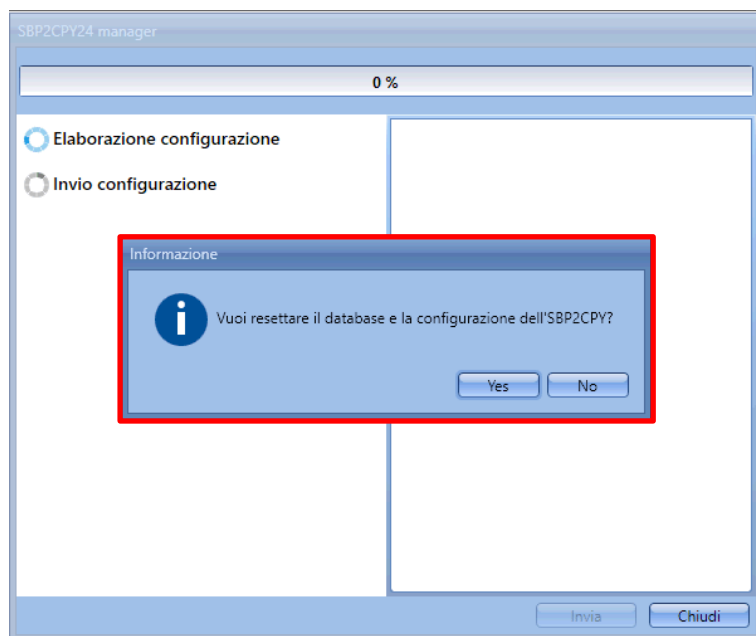 SBP2CPY24 manager
0 %
Elaborazione configurazione
Invio configurazione
Informazione
Vuoi resettare il database e la configurazione dell'SBP2CPY?
Yes
No
Invia
Chiudi